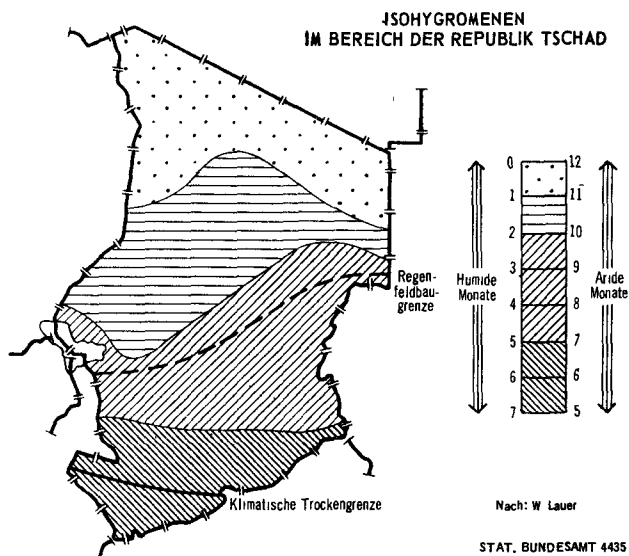 ISOHYGROMENEN
IM BEREICH DER REPUBLIK TSCHAD
0 12
1 11
2 10
3 9
4 8
5 7
6 6
7 5
Humide
Monate
Aride
Monate
Regen-
feldbau-
grenze
Klimatische Trockengrenze
Nach: W Lauer
STAT. BUNDESAMT 4435